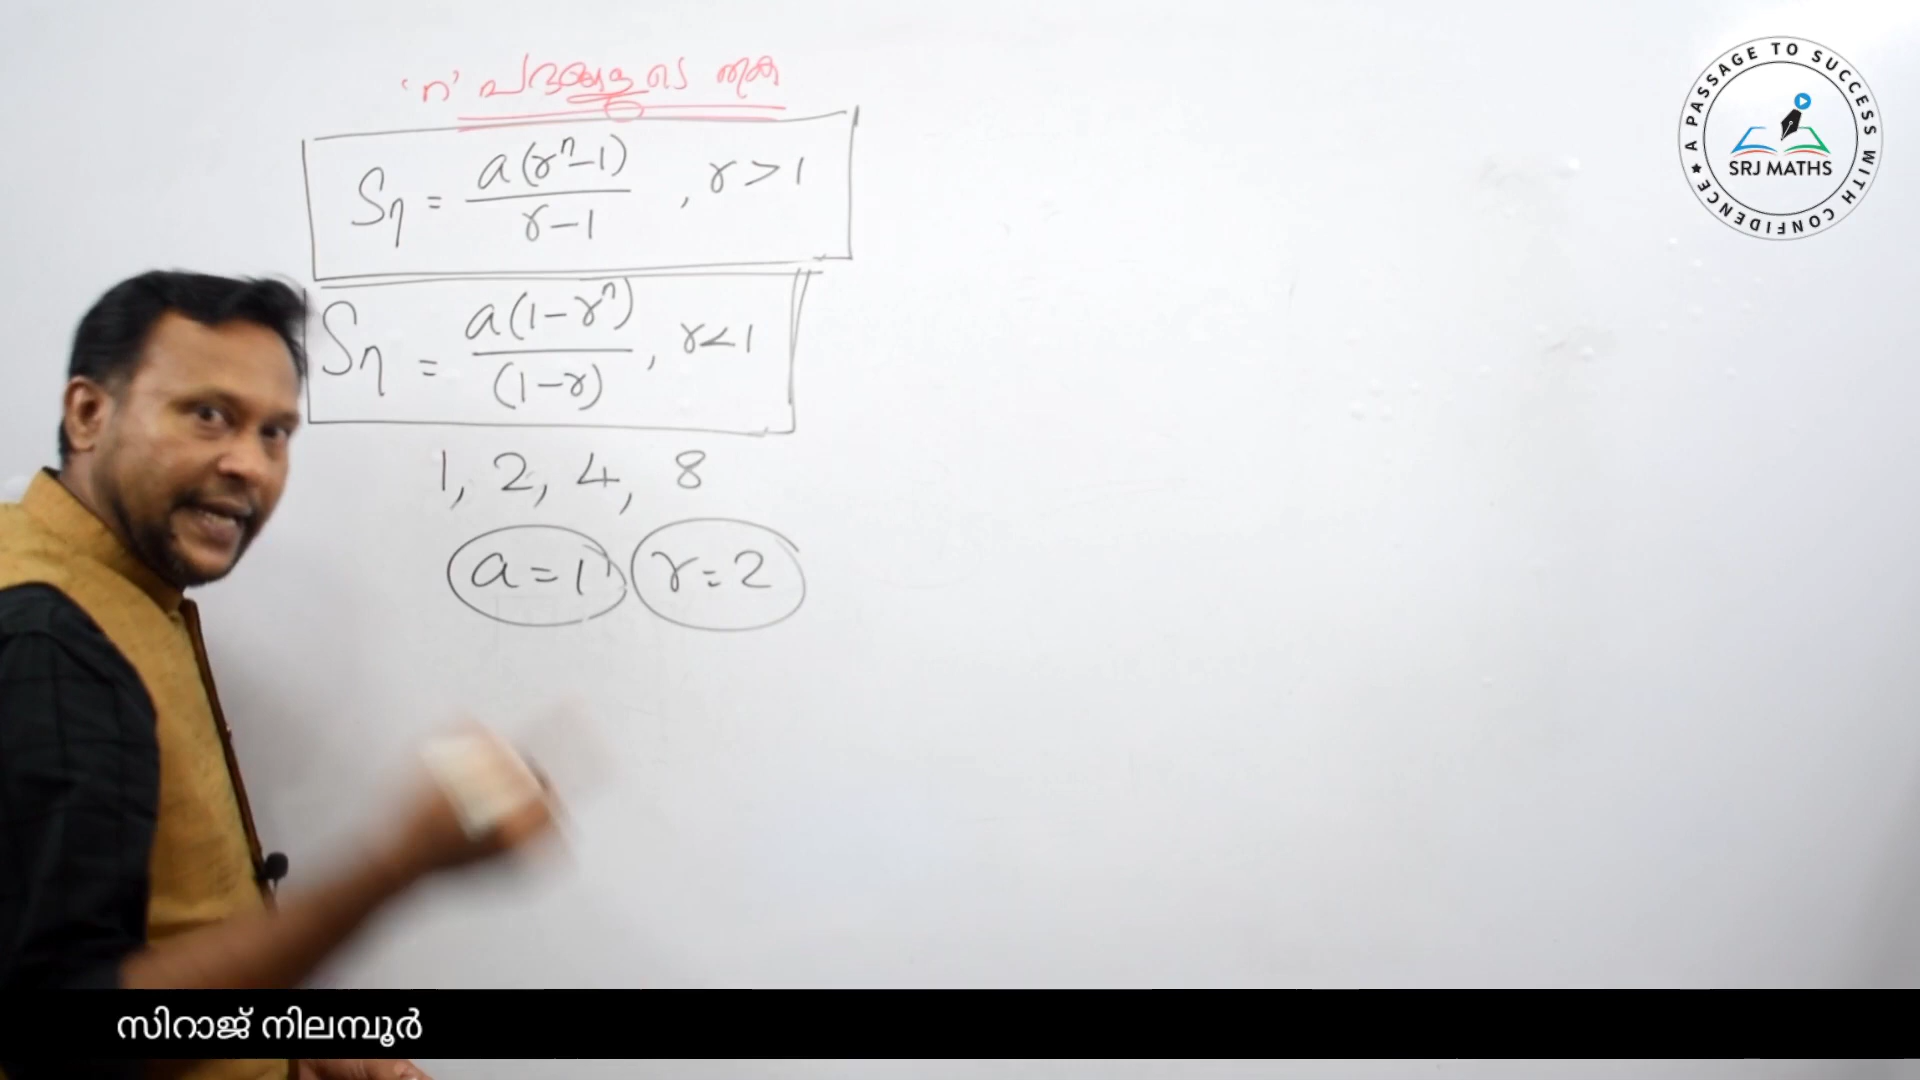 'n' പദങ്ങളുടെ തുക
Sn = a(r^n-1) / r-1 , r>1
Sn = a(1-r^n) / (1-r) , r<1
1, 2, 4, 8
a=1 r=2
A PASSAGE TO SUCCESS WITH CONFIDENCE
SRJ MATHS
സിറാജ് നിലമ്പൂർ